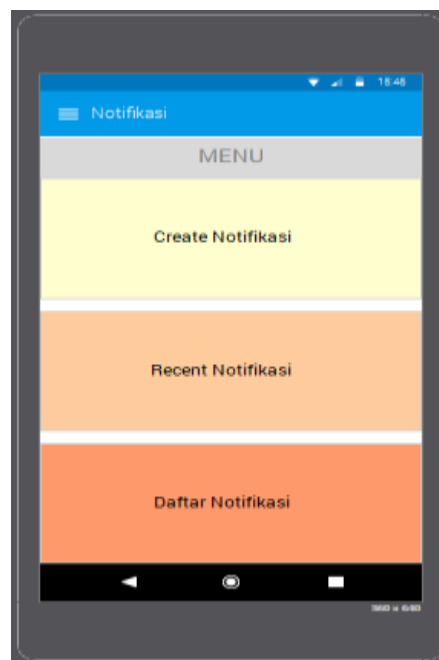 18:48
Notifikasi
MENU
Create Notifikasi
Recent Notifikasi
Daftar Notifikasi
360 x 640